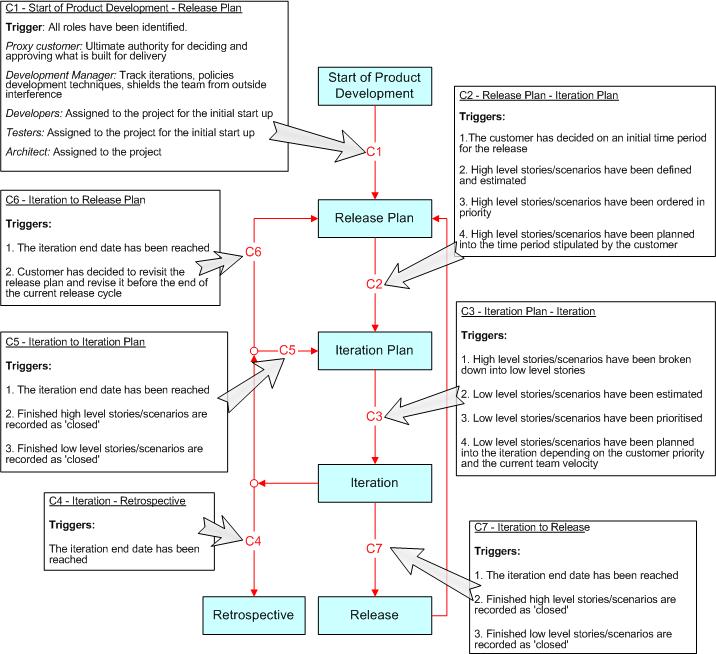 C1 - Start of Product Development - Release Plan
Trigger: All roles have been identified.
Proxy customer: Ultimate authority for deciding and
approving what is built for delivery
Development Manager: Track iterations, policies
development techniques, shields the team from outside
interference
Developers: Assigned to the project for the initial start up
Testers: Assigned to the project for the initial start up
Architect: Assigned to the project
Start of Product
Development
C1
C2 - Release Plan - Iteration Plan
Triggers:
1.The customer has decided on an initial time period
for the release
2. High level stories/scenarios have been defined
and estimated
3. High level stories/scenarios have been ordered in
priority
4. High level stories/scenarios have been planned
into the time period stipulated by the customer
C6 - Iteration to Release Plan
Triggers:
1. The iteration end date has been reached
2. Customer has decided to revisit the
release plan and revise it before the end of
the current release cycle
Release Plan
C6
C2
C3 - Iteration Plan - Iteration
Triggers:
1. High level stories/scenarios have been broken
down into low level stories
2. Low level stories/scenarios have been estimated
3. Low level stories/scenarios have been prioritised
4. Low level stories/scenarios have been planned
into the iteration depending on the customer priority
and the current team velocity
C5 - Iteration to Iteration Plan
Triggers:
1. The iteration end date has been reached
2. Finished high level stories/scenarios are
recorded as 'closed'
3. Finished low level stories/scenarios are
recorded as 'closed'
C5
Iteration Plan
C3
Iteration
C4 - Iteration - Retrospective
Triggers:
The iteration end date has been
reached
C4
C7
C7 - Iteration to Release
Triggers:
1. The iteration end date has been reached
2. Finished high level stories/scenarios are
recorded as 'closed'
3. Finished low level stories/scenarios are
recorded as 'closed'
Retrospective
Release